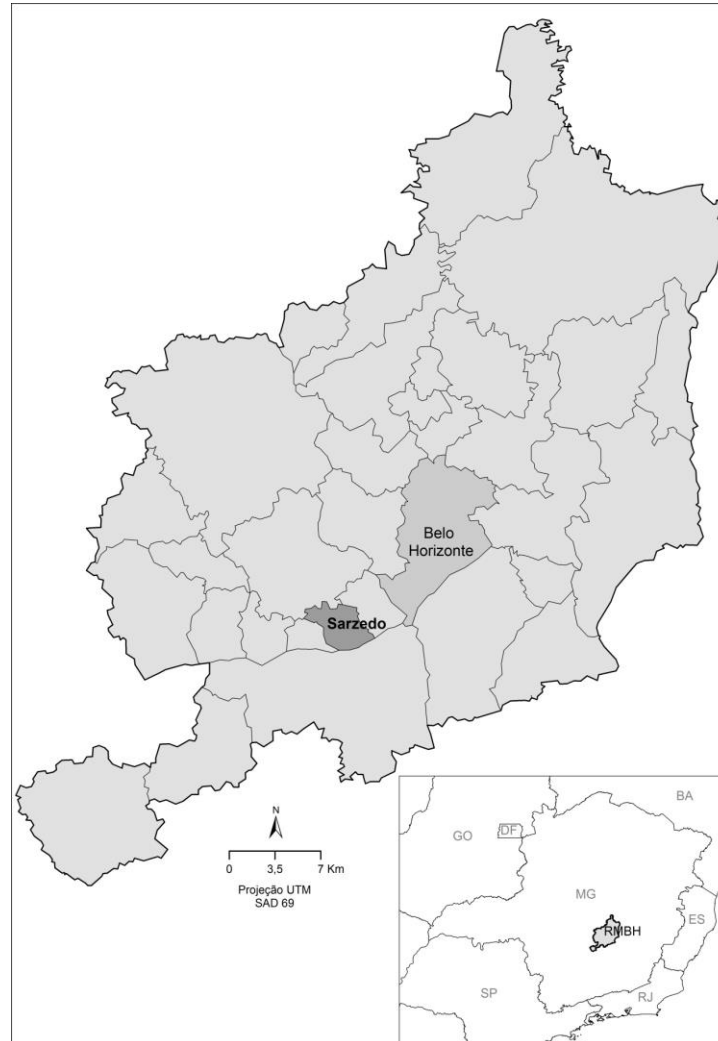 Belo
Horizonte
Sarzedo
N
0 3,5 7 Km
Projeção UTM
SAD 69
BA
GO
DF
MG
ES
RMBH
SP
RJ